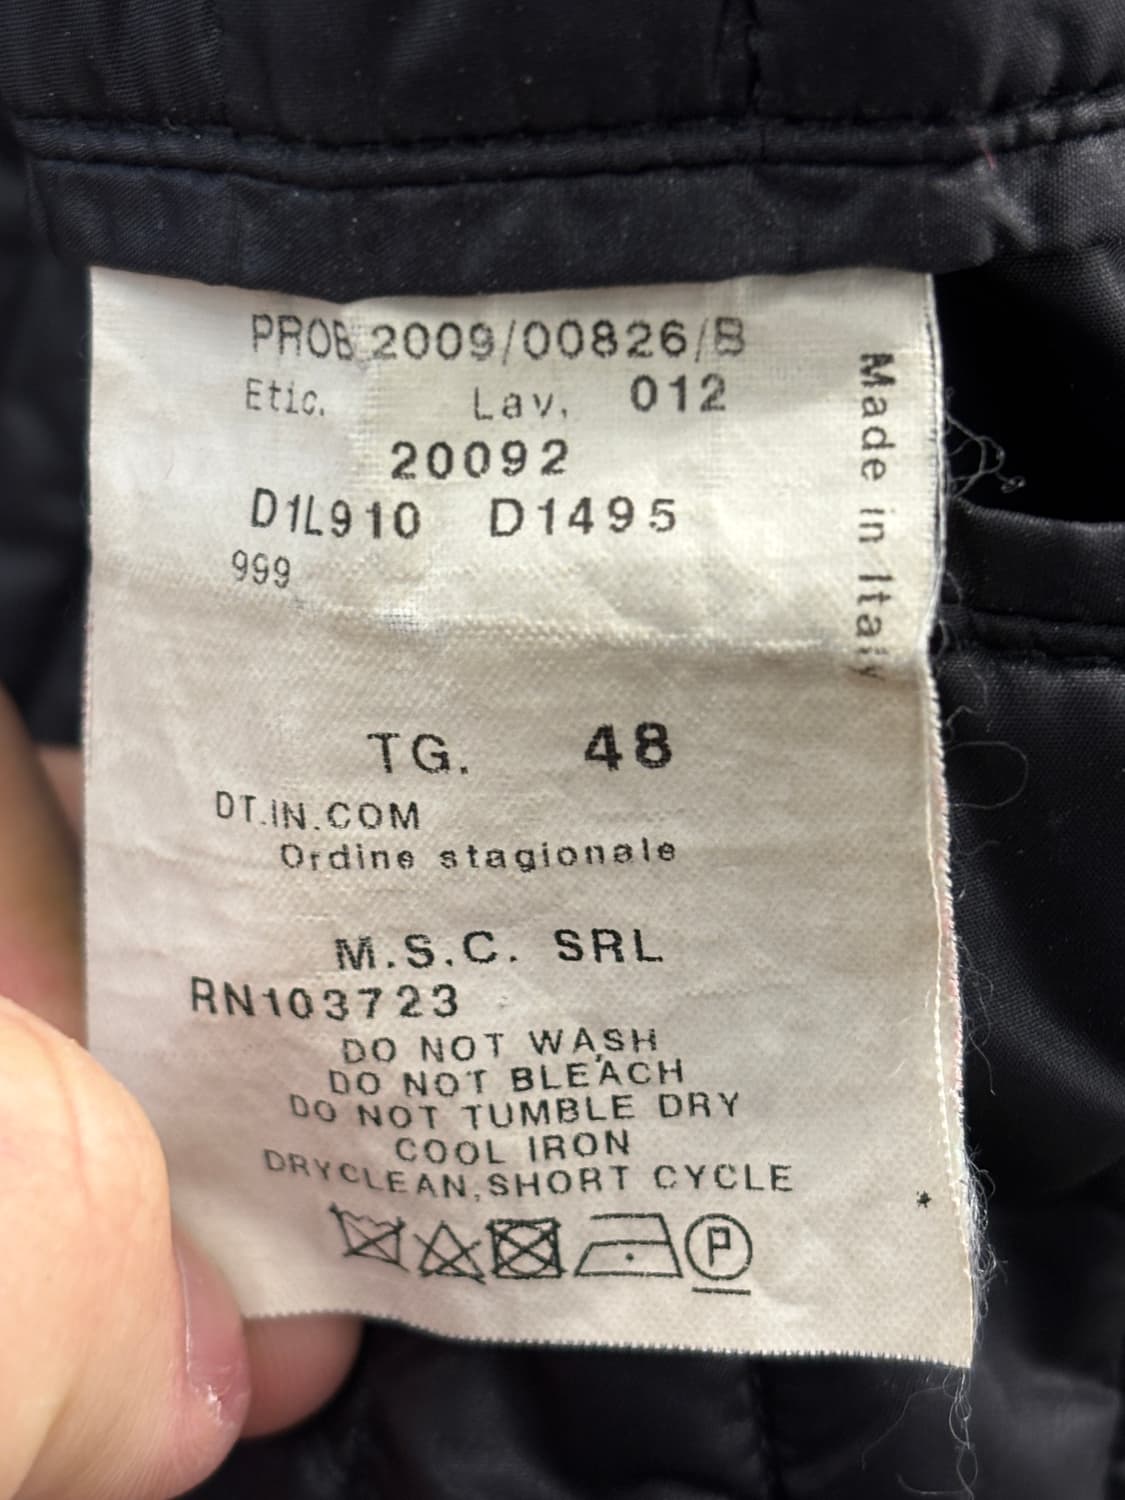 PROB 2009/00826/B
Etic. Lav. 012
20092
D1L910 D1495
999
Made in Italy
TG. 48
DT.IN.COM
Ordine stagionale
M.S.C. SRL
RN103723
DO NOT WASH
DO NOT BLEACH
DO NOT TUMBLE DRY
COOL IRON
DRYCLEAN,SHORT CYCLE
P